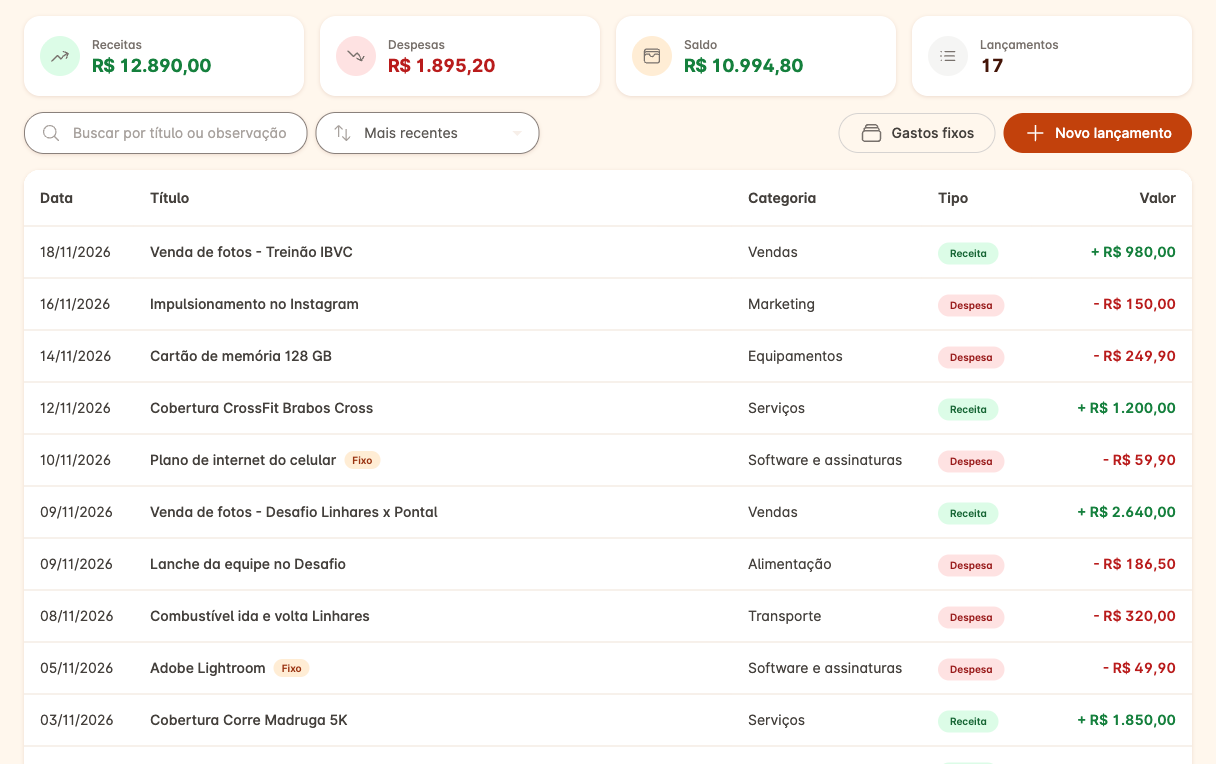 Receitas
R$ 12.890,00
Despesas
R$ 1.895,20
Saldo
R$ 10.994,80
Lançamentos
17
Buscar por título ou observação
Mais recentes
Gastos fixos
Novo lançamento
Data Título Categoria Tipo Valor
18/11/2026 Venda de fotos - Treinão IBVC Vendas Receita + R$ 980,00
16/11/2026 Impulsionamento no Instagram Marketing Despesa - R$ 150,00
14/11/2026 Cartão de memória 128 GB Equipamentos Despesa - R$ 249,90
12/11/2026 Cobertura CrossFit Brabos Cross Serviços Receita + R$ 1.200,00
10/11/2026 Plano de internet do celular Fixo Software e assinaturas Despesa - R$ 59,90
09/11/2026 Venda de fotos - Desafio Linhares x Pontal Vendas Receita + R$ 2.640,00
09/11/2026 Lanche da equipe no Desafio Alimentação Despesa - R$ 186,50
08/11/2026 Combustível ida e volta Linhares Transporte Despesa - R$ 320,00
05/11/2026 Adobe Lightroom Fixo Software e assinaturas Despesa - R$ 49,90
03/11/2026 Cobertura Corre Madruga 5K Serviços Receita + R$ 1.850,00